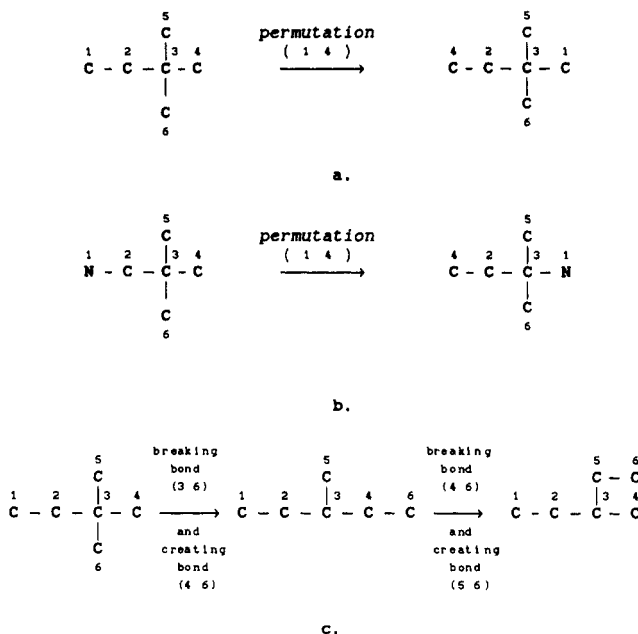 5
C
permutation
( 1 4 )
5
C
1 2 3 4
C - C - C - C
4 2 3 1
C - C - C - C
C
6
C
6
a.
5
C
permutation
( 1 4 )
5
C
1 2 3 4
N - C - C - C
4 2 3 1
C - C - C - N
C
6
C
6
b.
breaking
bond
(3 6)
breaking
bond
(4 6)
5
C
5
C
5 6
C - C
1 2 3 4
C - C - C - C
1 2 3 4 6
C - C - C - C - C
1 2 3 4
C - C - C - C
C
6
and
creating
bond
(4 6)
and
creating
bond
(5 6)
c.